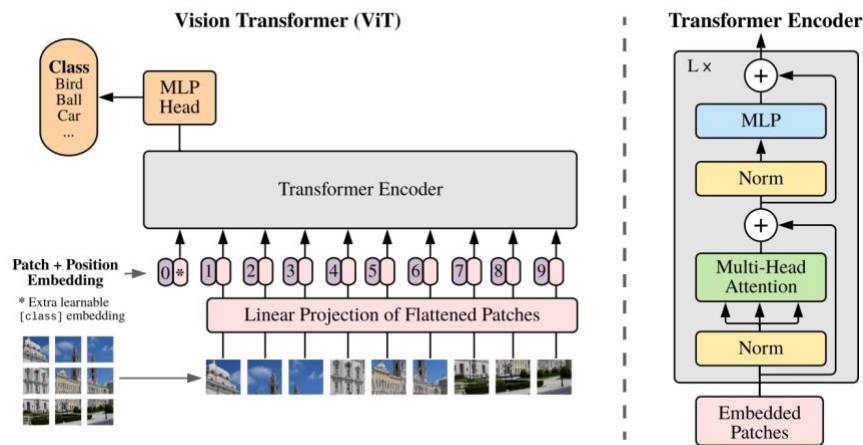 Vision Transformer (ViT)
Class
Bird
Ball
Car
...
MLP
Head
Transformer Encoder
0 * 1 2 3 4 5 6 7 8 9
Patch + Position
Embedding
* Extra learnable
[class] embedding
Linear Projection of Flattened Patches
Transformer Encoder
L ×
+
MLP
Norm
+
Multi-Head
Attention
Norm
Embedded
Patches